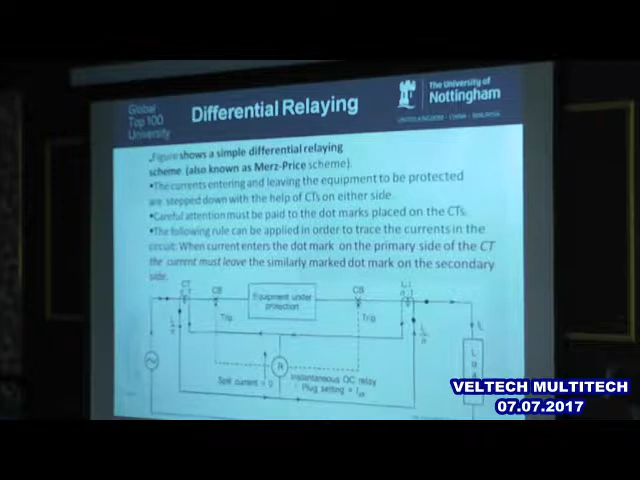 Global
Top 100
University
Differential Relaying
The University of
Nottingham
UNITED KINGDOM · CHINA · MALAYSIA
Figure shows a simple differential relaying
scheme (also known as Merz-Price scheme).
•The currents entering and leaving the equipment to be protected
are stepped down with the help of CTs on either side.
•Careful attention must be paid to the dot marks placed on the CTs.
•The following rule can be applied in order to trace the currents in the
circuit: When current enters the dot mark on the primary side of the CT
the current must leave the similarly marked dot mark on the secondary
side.
CT
CB
Equipment under
protection
CB
Trip
Trip
R
Spill current = 0
Instantaneous OC relay
Plug setting =
VELTECH MULTITECH
07.07.2017